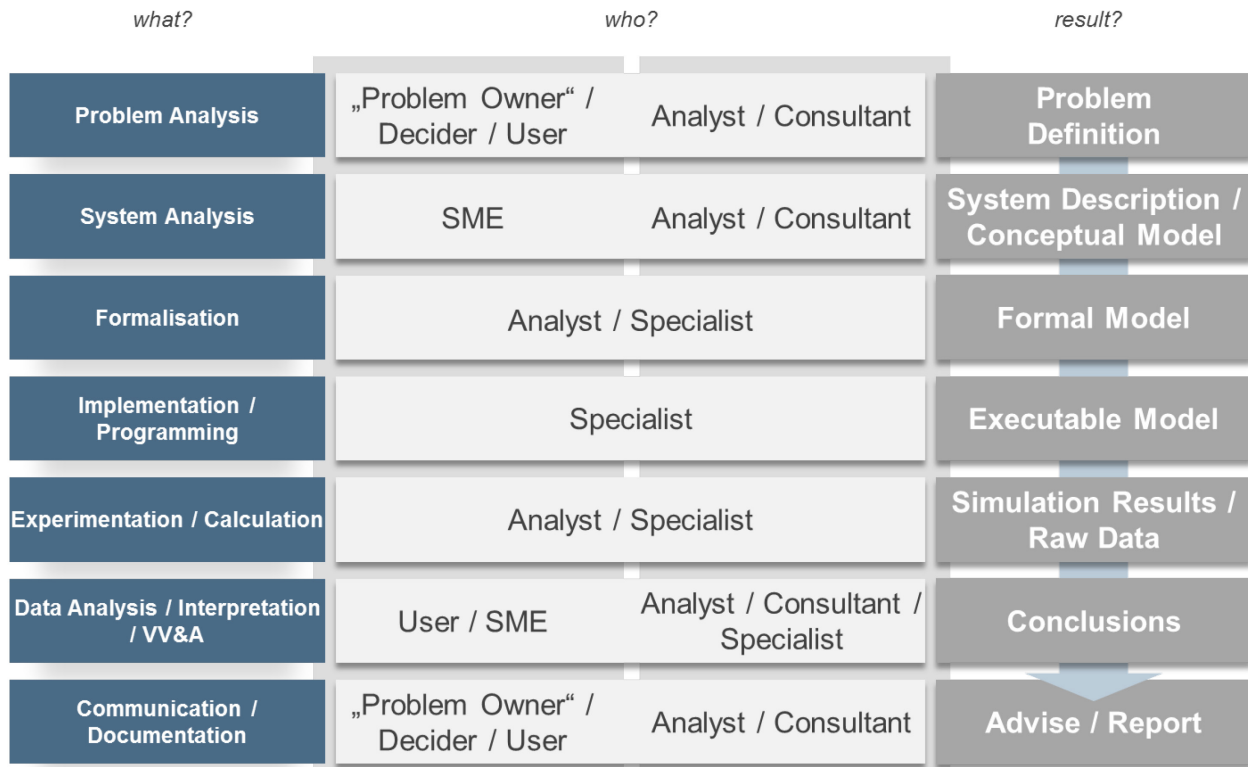 what?
who?
result?
Problem Analysis
„Problem Owner“ /
Decider / User
Analyst / Consultant
Problem
Definition
System Analysis
SME
Analyst / Consultant
System Description /
Conceptual Model
Formalisation
Analyst / Specialist
Formal Model
Implementation /
Programming
Specialist
Executable Model
Experimentation / Calculation
Analyst / Specialist
Simulation Results /
Raw Data
Data Analysis / Interpretation
/ VV&A
User / SME
Analyst / Consultant /
Specialist
Conclusions
Communication /
Documentation
„Problem Owner“ /
Decider / User
Analyst / Consultant
Advise / Report